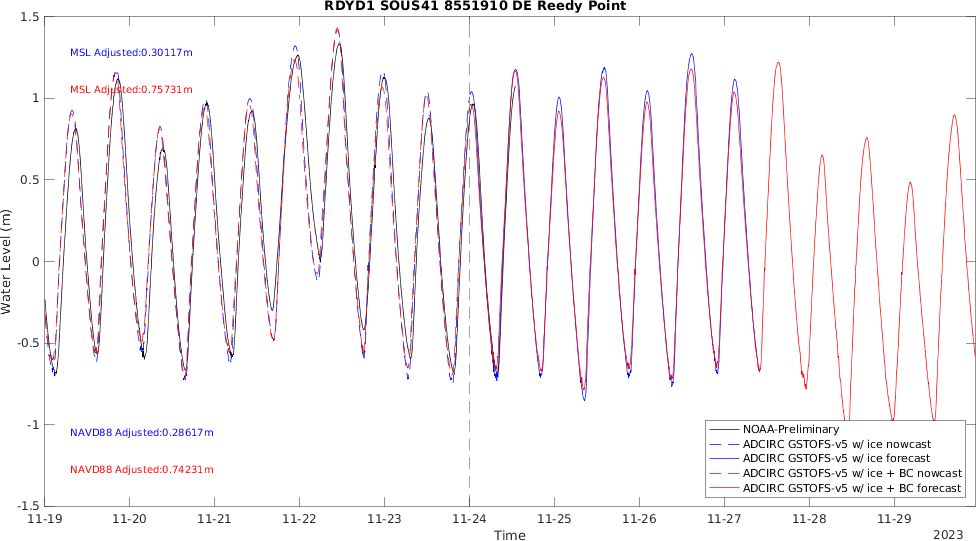 RDYD1 SOUS41 8551910 DE Reedy Point
1.5
1
0.5
0
-0.5
-1
-1.5
Water Level (m)
MSL Adjusted:0.30117m
MSL Adjusted:0.75731m
NAVD88 Adjusted:0.28617m
NAVD88 Adjusted:0.74231m
NOAA-Preliminary
ADCIRC GSTOFS-v5 w/ ice nowcast
ADCIRC GSTOFS-v5 w/ ice forecast
ADCIRC GSTOFS-v5 w/ ice + BC nowcast
ADCIRC GSTOFS-v5 w/ ice + BC forecast
11-19 11-20 11-21 11-22 11-23 11-24 11-25 11-26 11-27 11-28 11-29
Time
2023